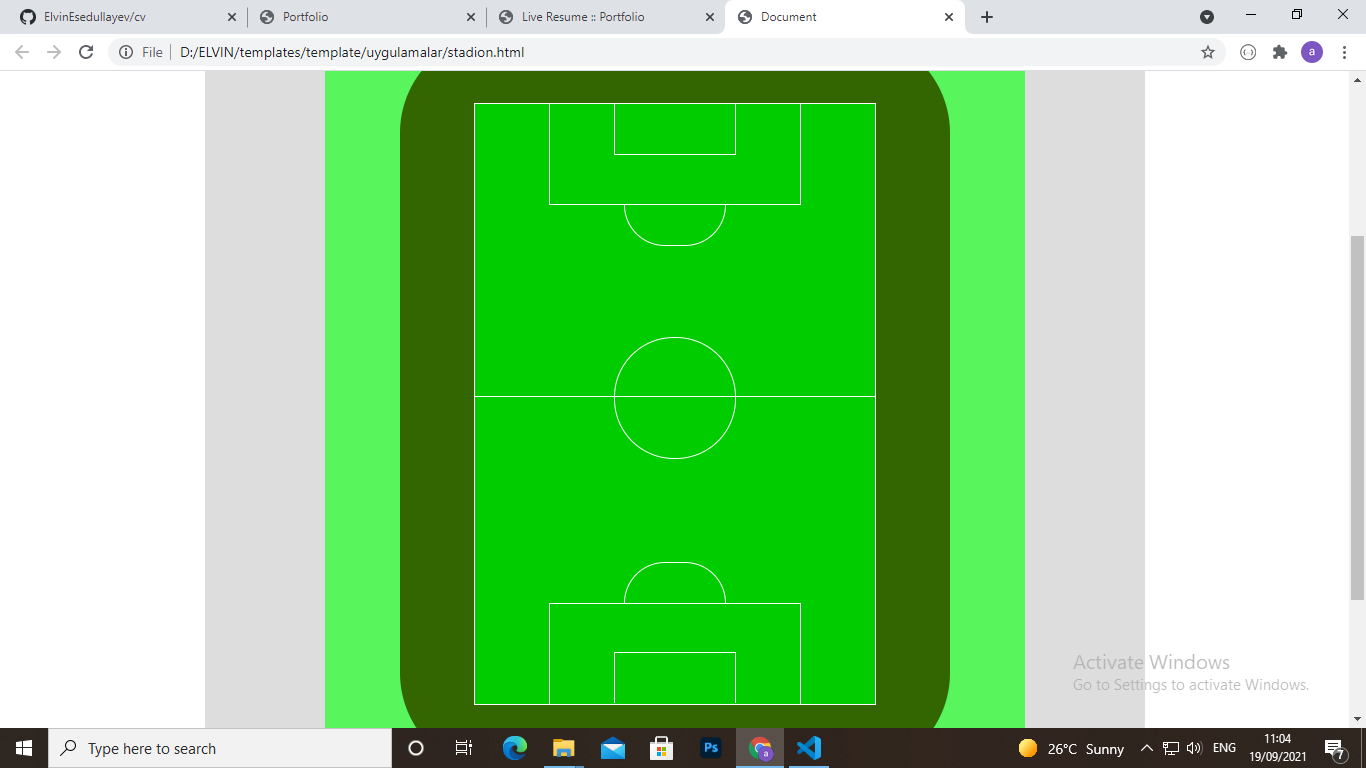 ElvinEsedullayev/cv
Portfolio
Live Resume :: Portfolio
Document
File
D:/ELVIN/templates/template/uygulamalar/stadion.html
a
Activate Windows
Go to Settings to activate Windows.
Type here to search
Ps
a
26°C Sunny
ENG
11:04
19/09/2021
7